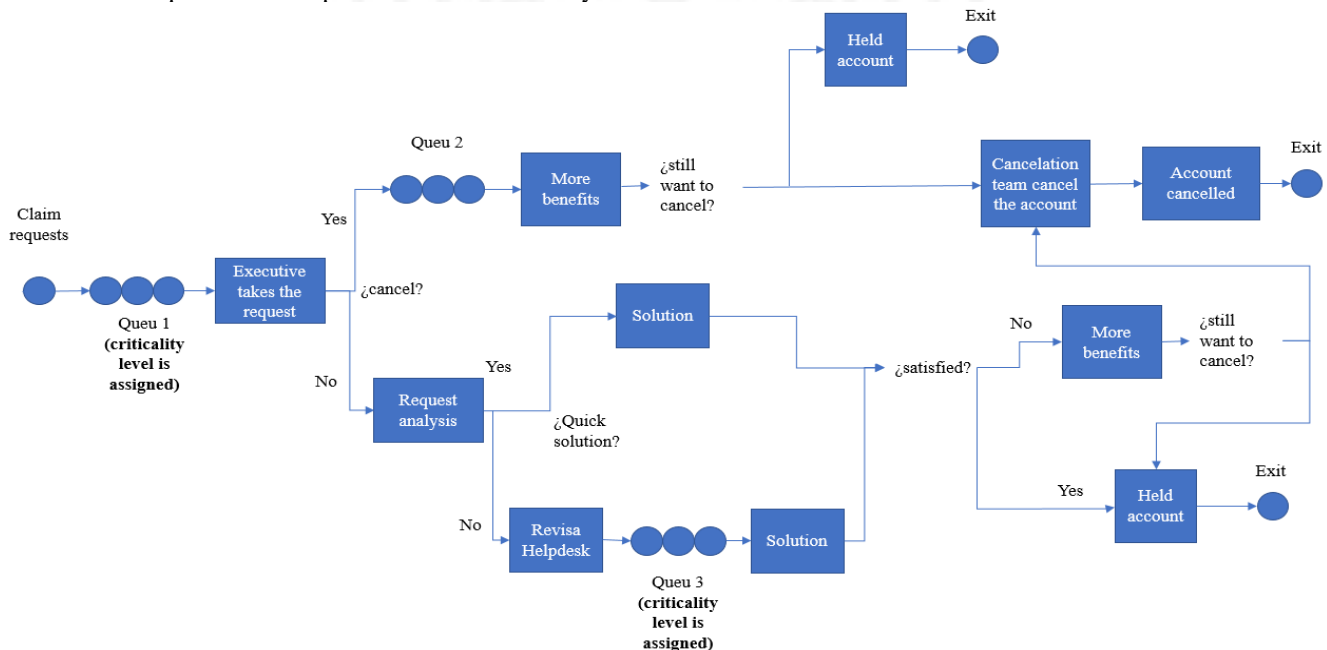 Exit
Held
account
Queu 2
More
benefits
¿still
want to
cancel?
Cancelation
team cancel
the account
Account
cancelled
Exit
Yes
Claim
requests
Executive
takes the
request
¿cancel?
Queu 1
(criticality
level is
assigned)
No
Solution
Yes
Request
analysis
¿Quick
solution?
¿satisfied?
No
More
benefits
¿still
want to
cancel?
No
Revisa
Helpdesk
Solution
Queu 3
(criticality
level is
assigned)
Yes
Held
account
Exit